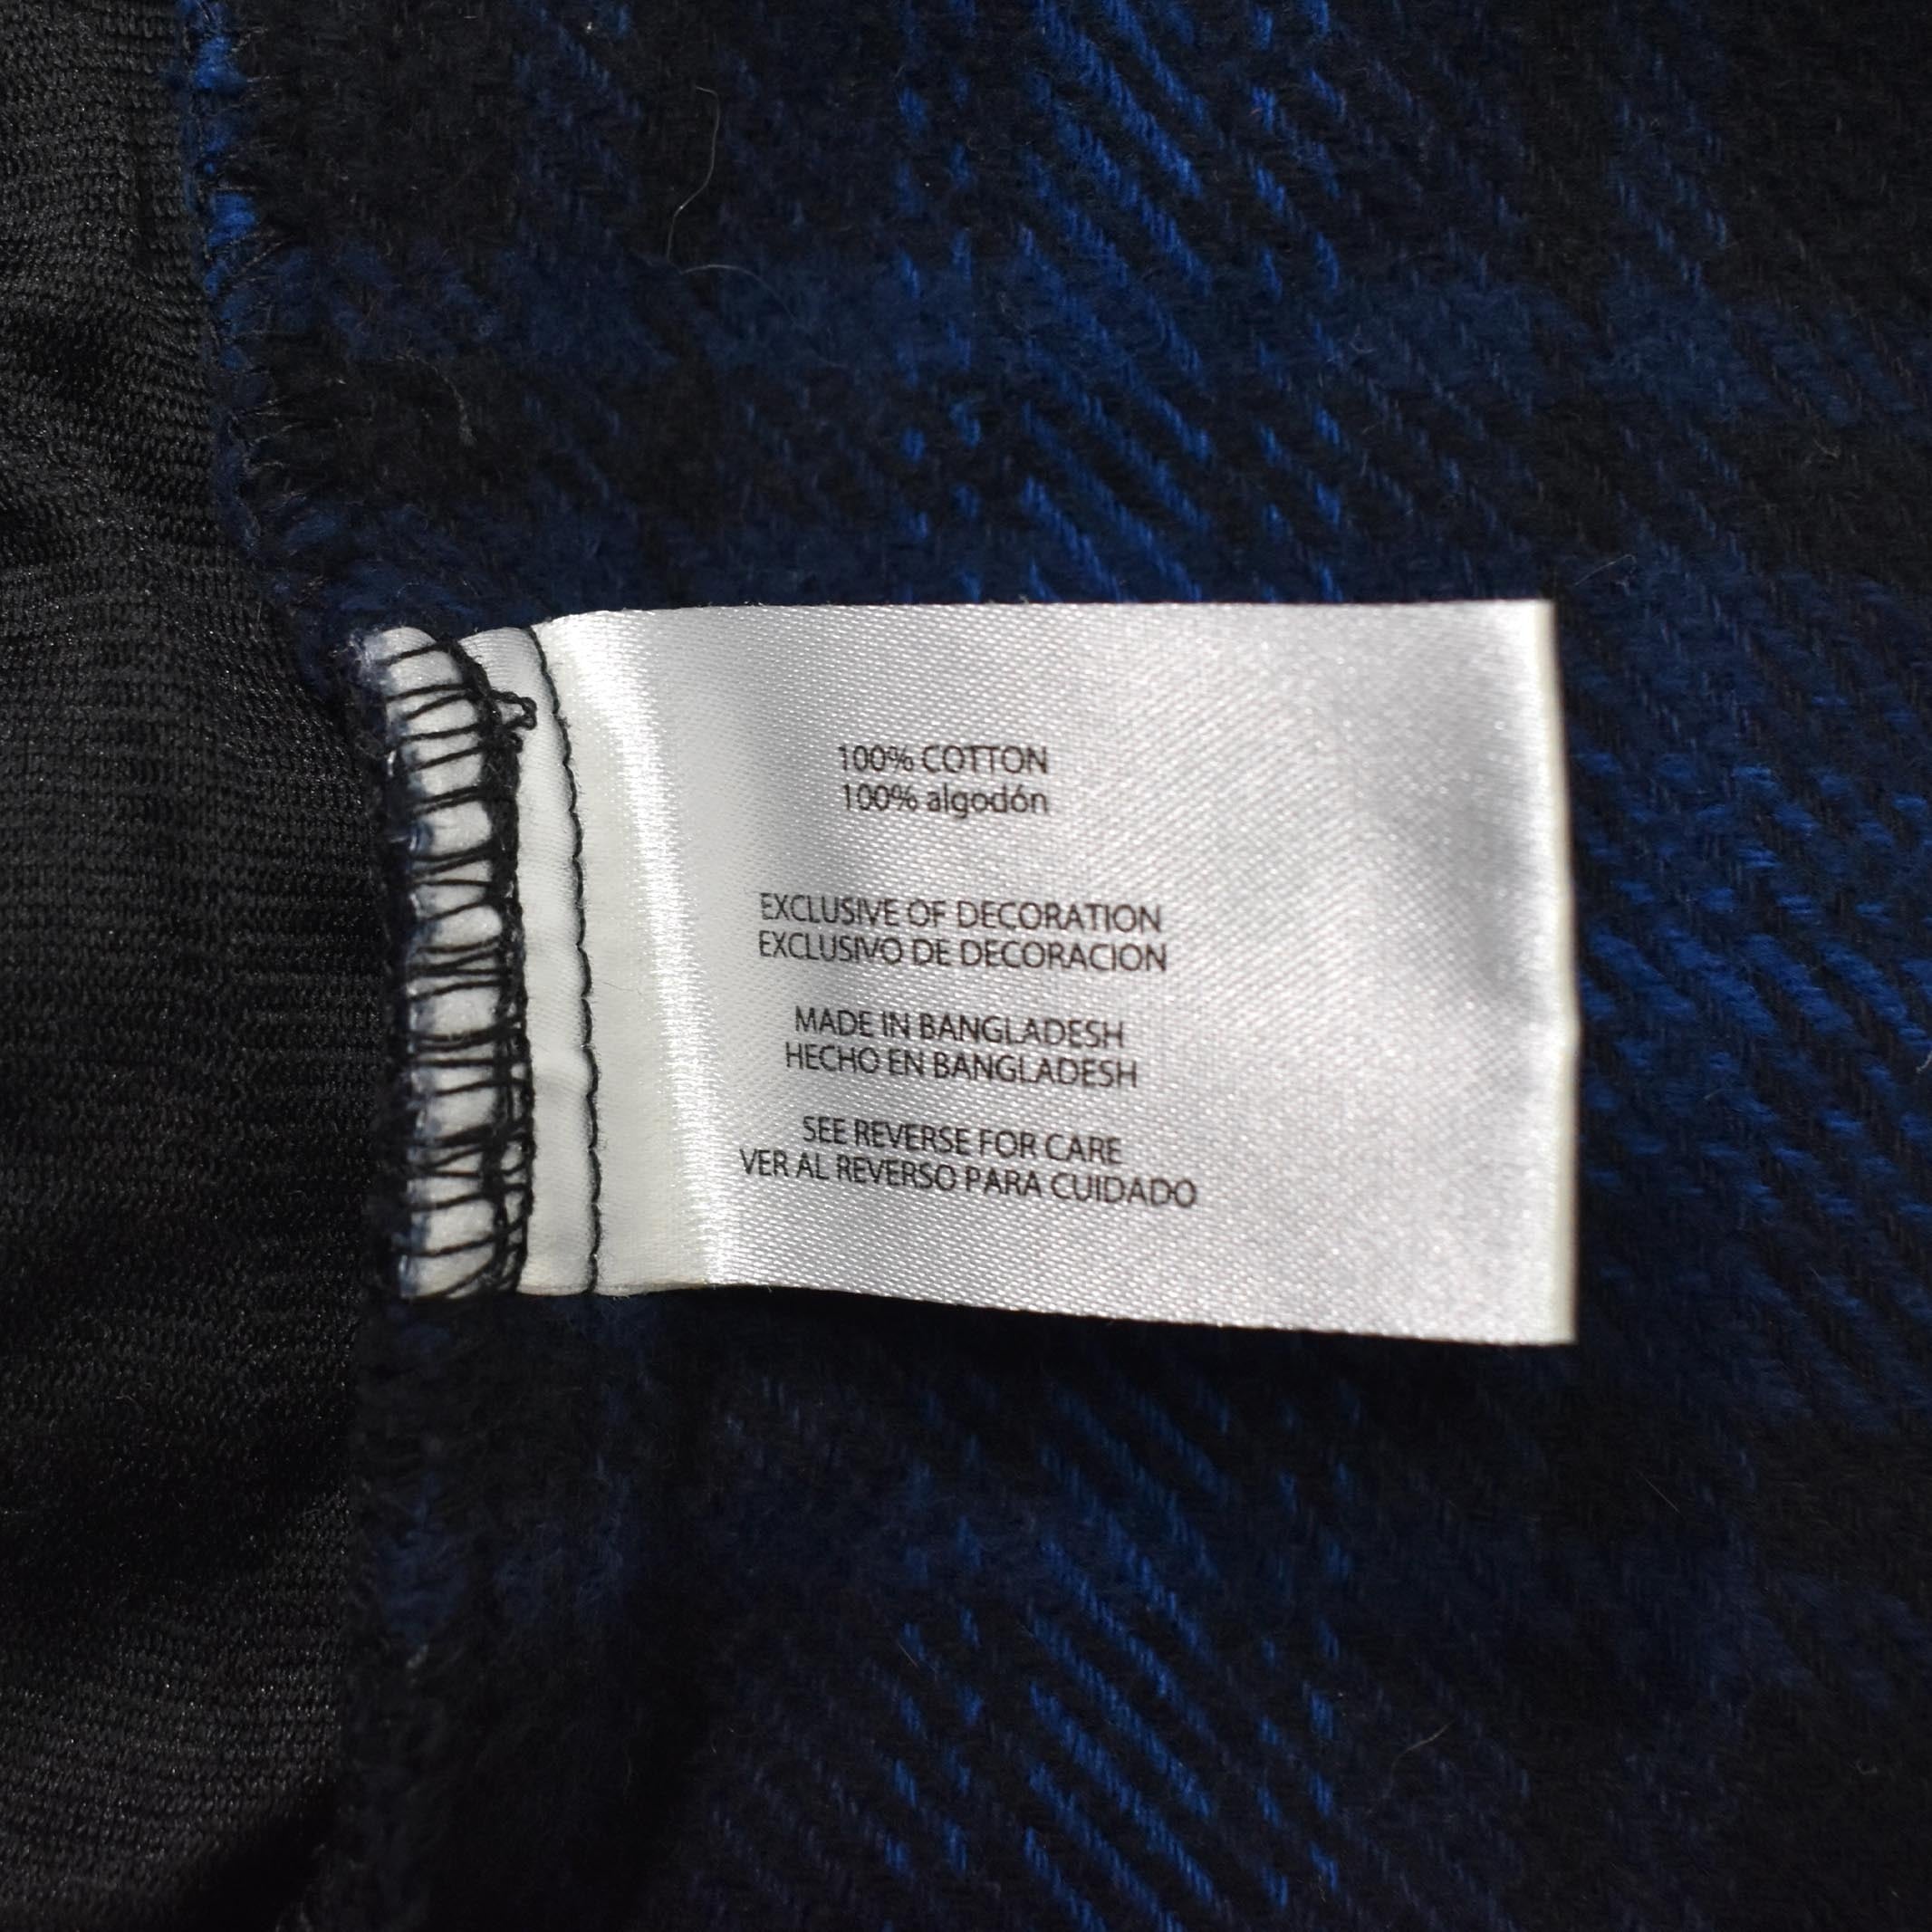 100% COTTON
100% algodón
EXCLUSIVE OF DECORATION
EXCLUSIVO DE DECORACION
MADE IN BANGLADESH
HECHO EN BANGLADESH
SEE REVERSE FOR CARE
VER AL REVERSO PARA CUIDADO